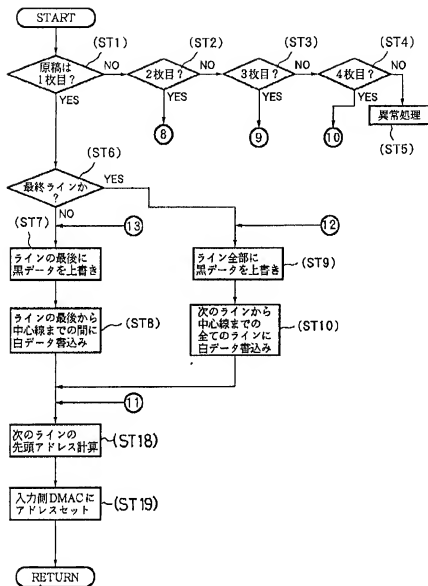 START
(ST1)
原稿は
1枚目?
NO
YES
(ST2)
2枚目?
NO
YES
8
(ST3)
3枚目?
NO
YES
9
(ST4)
4枚目?
NO
YES
10
異常処理
(ST5)
(ST6)
最終ラインか
?
YES
NO
13
12
(ST7)
ラインの最後に
黒データを上書き
ライン全部に
黒データを上書き
(ST9)
ラインの最後から
中心線までの間に
白データ書込み
(ST8)
次のラインから
中心線までの
全てのラインに
白データ書込み
(ST10)
11
次のラインの
先頭アドレス計算
(ST18)
入力側DMACに
アドレスセット
(ST19)
RETURN